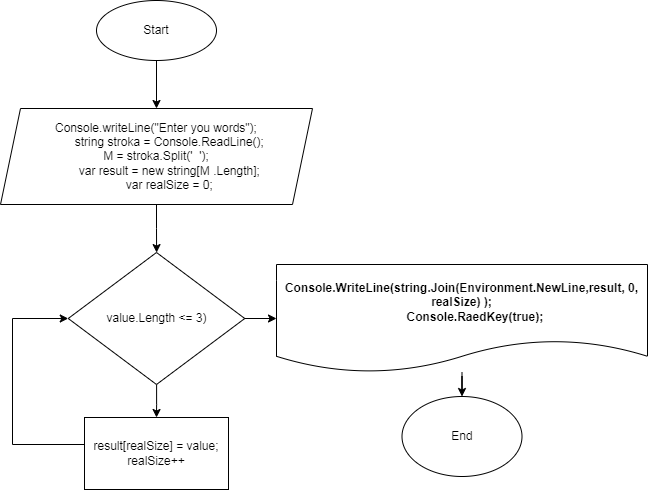 Start
Console.writeLine("Enter you words");
string stroka = Console.ReadLine();
M = stroka.Split(' ');
var result = new string[M .Length];
var realSize = 0;
value.Length <= 3)
Console.WriteLine(string.Join(Environment.NewLine,result, 0,
realSize) );
Console.RaedKey(true);
result[realSize] = value;
realSize++
End